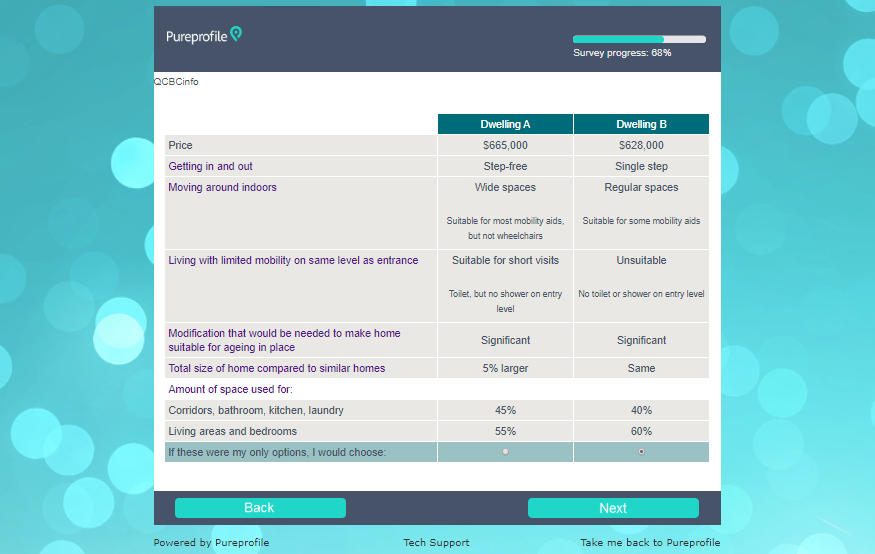 Pureprofile
Survey progress: 68%
QCBCinfo
Dwelling A Dwelling B
Price $665,000 $628,000
Getting in and out Step-free Single step
Moving around indoors Wide spaces Regular spaces
Suitable for most mobility aids, Suitable for some mobility aids
but not wheelchairs
Living with limited mobility on same level as entrance Suitable for short visits Unsuitable
Toilet, but no shower on entry No toilet or shower on entry level
level
Modification that would be needed to make home
suitable for ageing in place Significant Significant
Total size of home compared to similar homes 5% larger Same
Amount of space used for:
Corridors, bathroom, kitchen, laundry 45% 40%
Living areas and bedrooms 55% 60%
If these were my only options, I would choose:
Back Next
Powered by Pureprofile Tech Support Take me back to Pureprofile